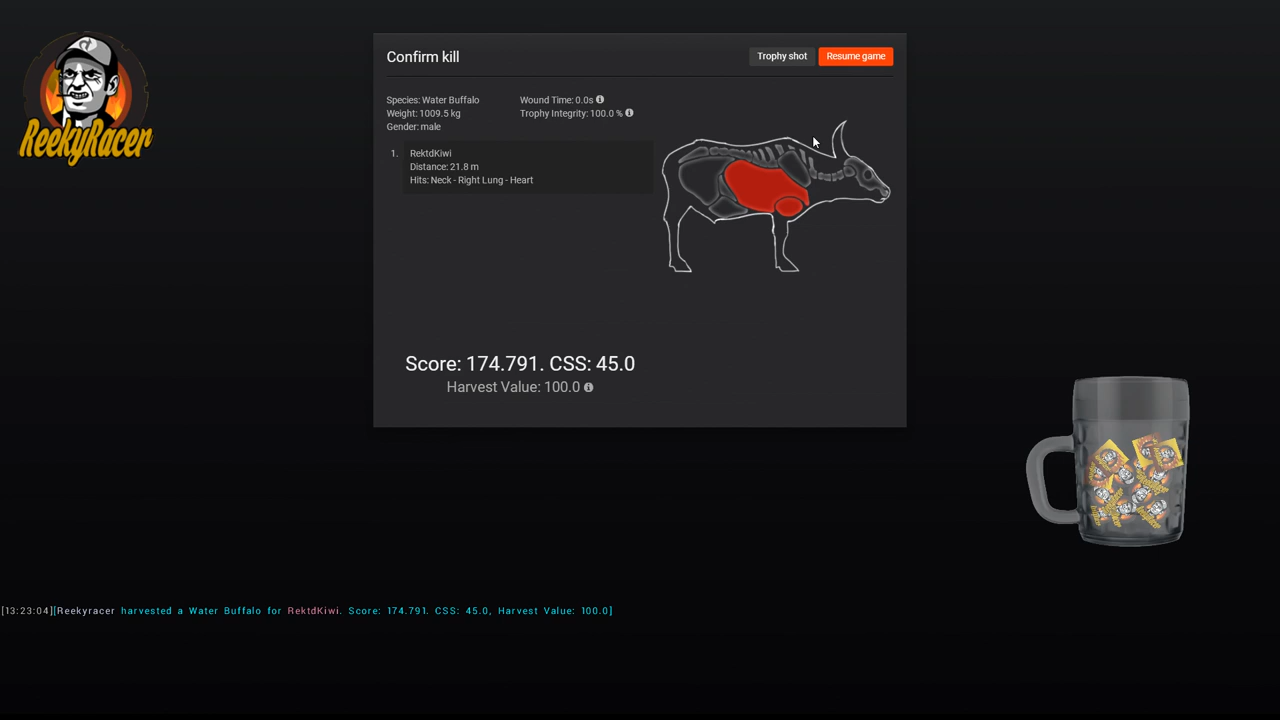 ReekyRacer
Confirm kill
Trophy shot
Resume game
Species: Water Buffalo
Weight: 1009.5 kg
Gender: male
Wound Time: 0.0s
Trophy Integrity: 100.0 %
1.
RektdKiwi
Distance: 21.8 m
Hits: Neck - Right Lung - Heart
Score: 174.791. CSS: 45.0
Harvest Value: 100.0
[13:23:04][Reekyracer harvested a Water Buffalo for RektdKiwi. Score: 174.791. CSS: 45.0, Harvest Value: 100.0]